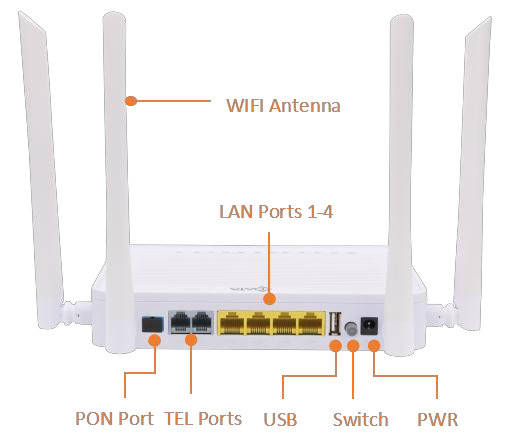 WIFI Antenna
LAN Ports 1-4
PON Port TEL Ports USB Switch PWR